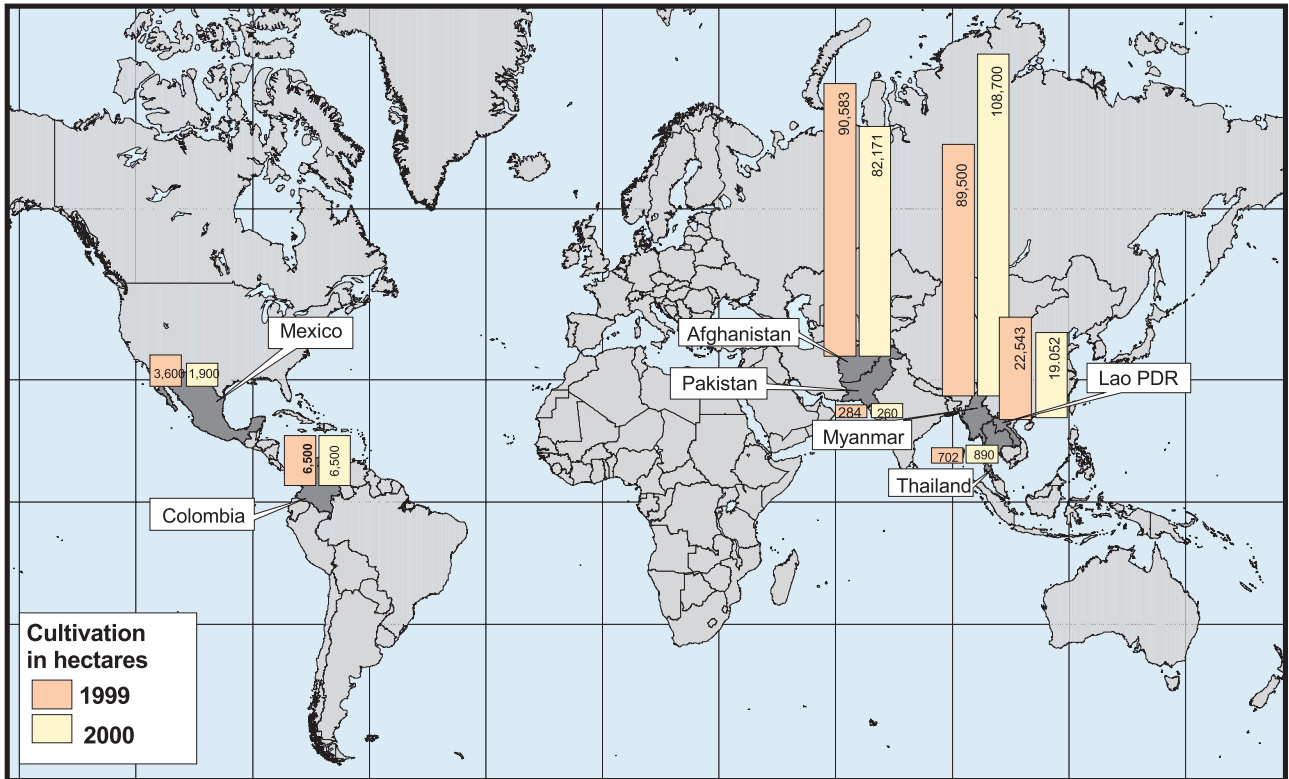 90,583
82,171
89,500
108,700
22,543
19.052
Mexico
3,600
1,900
Afghanistan
Pakistan
284
260
Lao PDR
Myanmar
702
890
Thailand
6,500
6,500
Colombia
Cultivation
in hectares
1999
2000